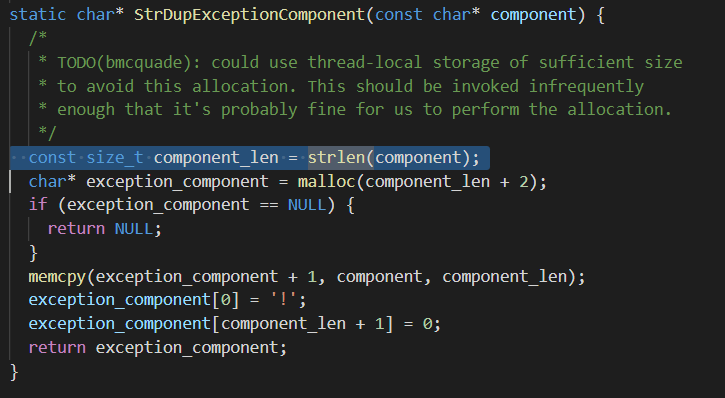 static char* StrDupExceptionComponent(const char* component) {
/*
* TODO(bmcquade): could use thread-local storage of sufficient size
* to avoid this allocation. This should be invoked infrequently
* enough that it's probably fine for us to perform the allocation.
*/
const size_t component_len = strlen(component);
char* exception_component = malloc(component_len + 2);
if (exception_component == NULL) {
return NULL;
}
memcpy(exception_component + 1, component, component_len);
exception_component[0] = '!';
exception_component[component_len + 1] = 0;
return exception_component;
}